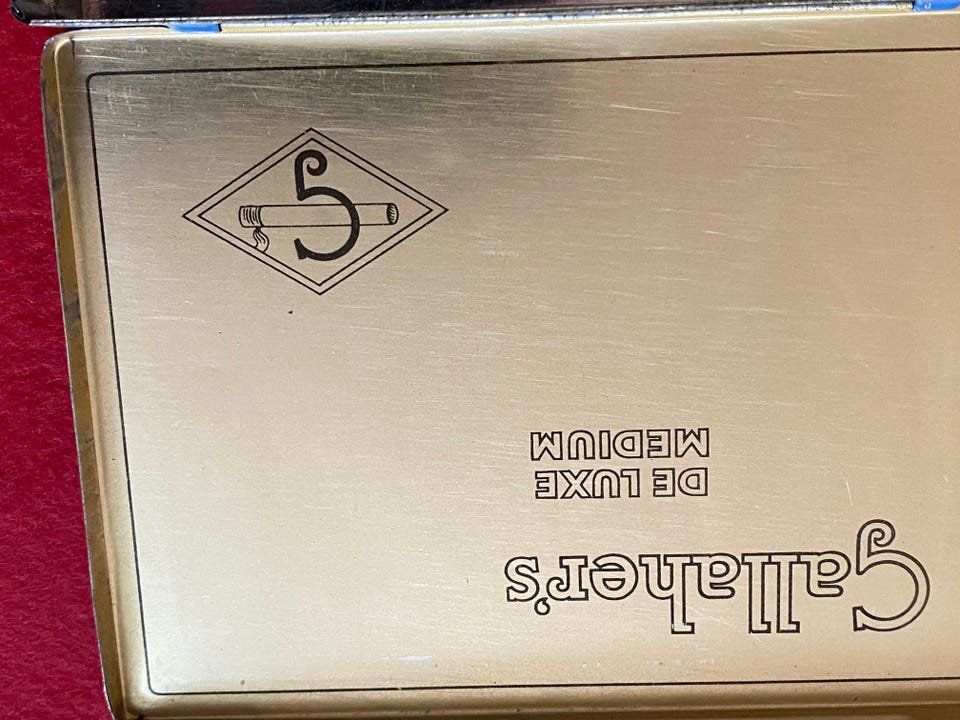 Gallaher's
DE LUXE
MEDIUM
G